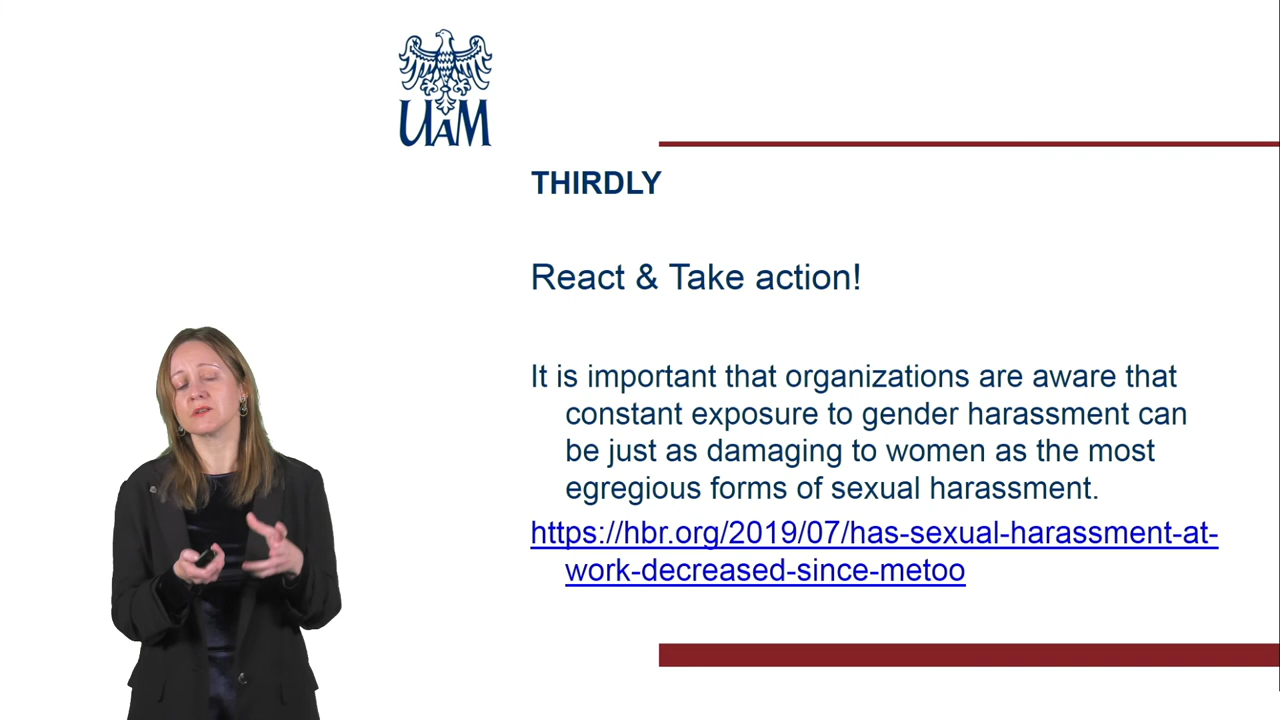 UAM
THIRDLY
React & Take action!
It is important that organizations are aware that
constant exposure to gender harassment can
be just as damaging to women as the most
egregious forms of sexual harassment.
https://hbr.org/2019/07/has-sexual-harassment-at-
work-decreased-since-metoo